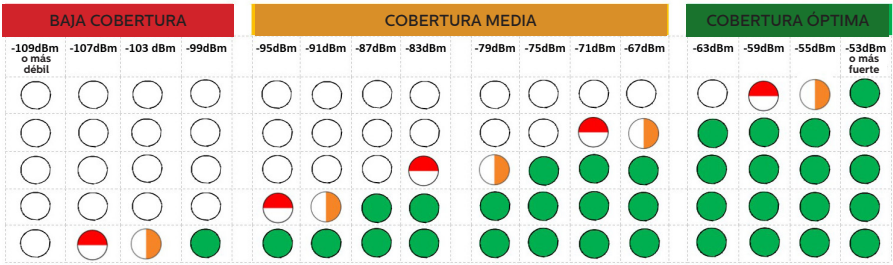 BAJA COBERTURA COBERTURA MEDIA COBERTURA ÓPTIMA
-109dBm -107dBm -103 dBm -99dBm -95dBm -91dBm -87dBm -83dBm -79dBm -75dBm -71dBm -67dBm -63dBm -59dBm -55dBm -53dBm
o más o más
débil fuerte